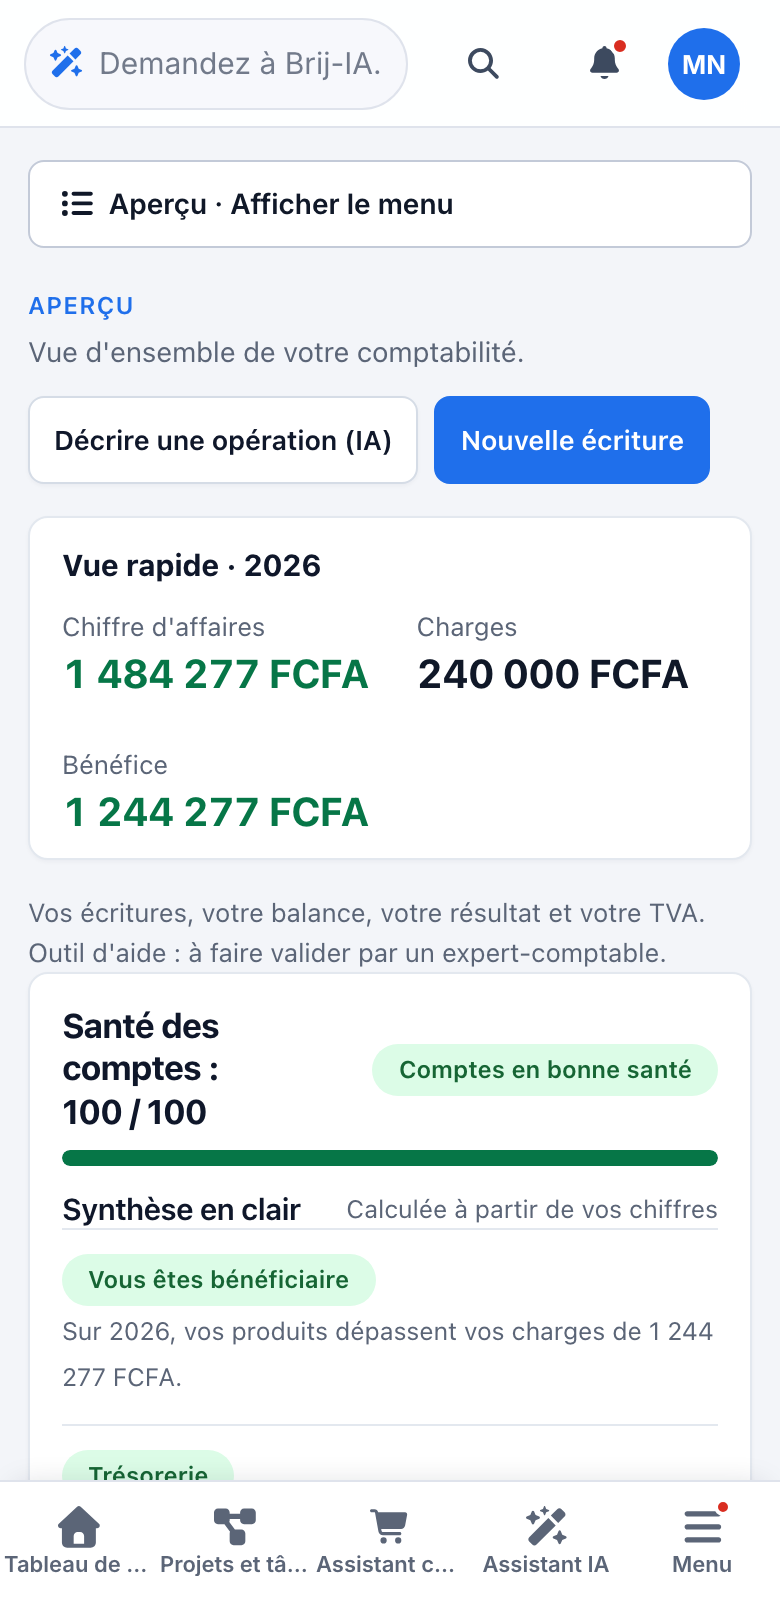 Demandez à Brij-IA.
MN
Aperçu · Afficher le menu
APERÇU
Vue d'ensemble de votre comptabilité.
Décrire une opération (IA)
Nouvelle écriture
Vue rapide · 2026
Chiffre d'affaires
Charges
1 484 277 FCFA
240 000 FCFA
Bénéfice
1 244 277 FCFA
Vos écritures, votre balance, votre résultat et votre TVA.
Outil d'aide : à faire valider par un expert-comptable.
Santé des
comptes :
100 / 100
Comptes en bonne santé
Synthèse en clair
Calculée à partir de vos chiffres
Vous êtes bénéficiaire
Sur 2026, vos produits dépassent vos charges de 1 244
277 FCFA.
Trésorerie
Tableau de ...
Projets et tâ...
Assistant c...
Assistant IA
Menu